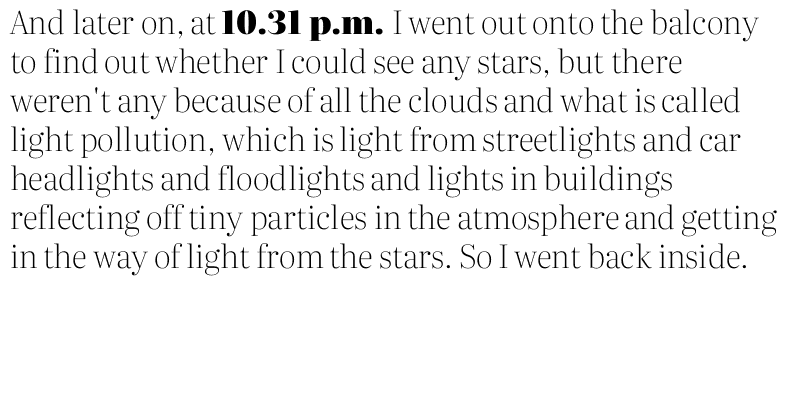 And later on, at 10.31 p.m. I went out onto the balcony
to find out whether I could see any stars, but there
weren't any because of all the clouds and what is called
light pollution, which is light from streetlights and car
headlights and floodlights and lights in buildings
reflecting off tiny particles in the atmosphere and getting
in the way of light from the stars. So I went back inside.